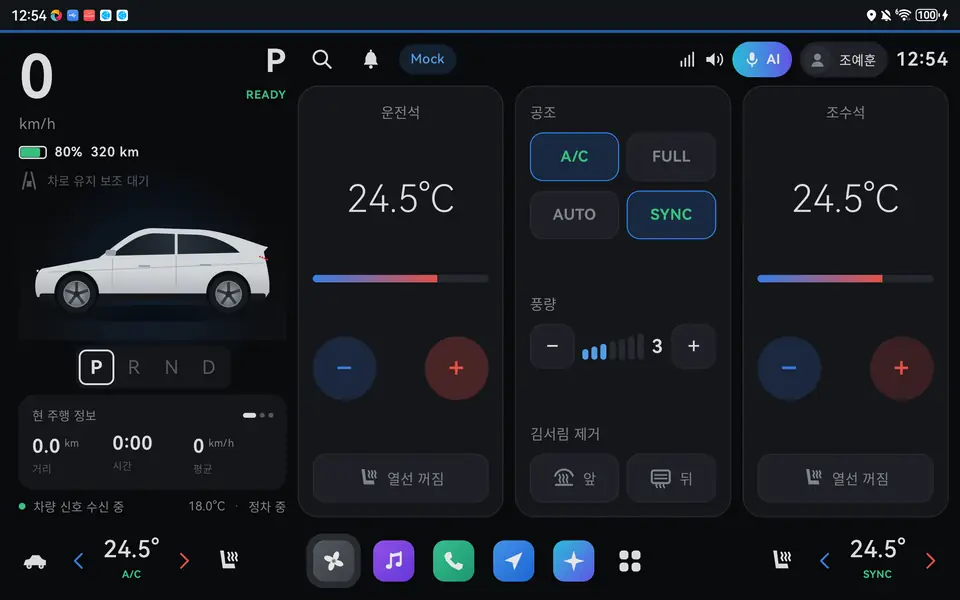 12:54
100
0
P
READY
km/h
80% 320 km
차로 유지 보조 대기
P R N D
현 주행 정보
0.0 km
0:00
0 km/h
거리
시간
평균
차량 신호 수신 중
18.0°C · 정차 중
Mock
AI
조예훈
12:54
운전석
24.5°C
열선 꺼짐
공조
A/C
FULL
AUTO
SYNC
풍량
− 3 +
김서림 제거
앞
뒤
조수석
24.5°C
− +
열선 꺼짐
24.5°
A/C
24.5°
SYNC